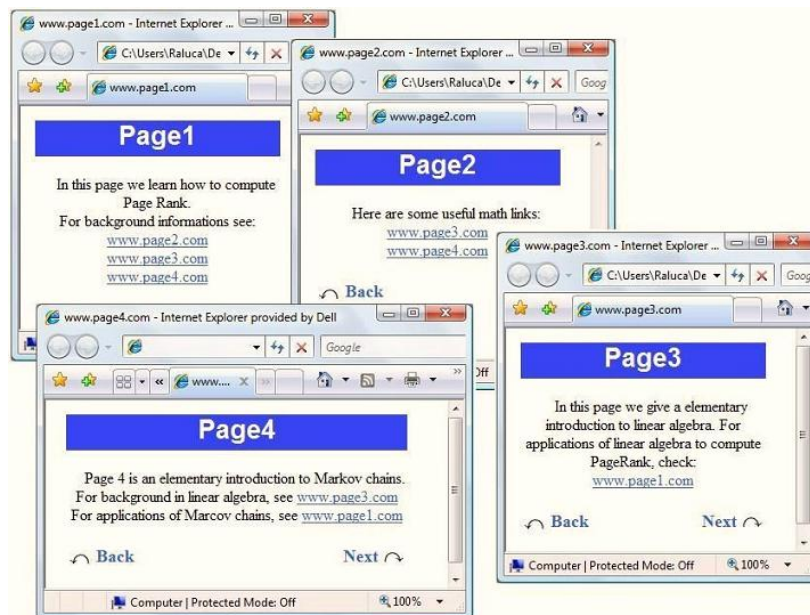 www.page1.com - Internet Explorer ...
C:\Users\Raluca\De
www.page1.com
Page1
In this page we learn how to compute
Page Rank.
For background informations see:
www.page2.com
www.page3.com
www.page4.com
www.page2.com - Internet Explorer ...
C:\Users\Raluca\De
Goog
www.page2.com
Page2
Here are some useful math links:
www.page3.com
www.page4.com
Back
Off
www.page3.com - Internet Explorer ...
C:\Users\Raluca\De
Goog
www.page3.com
Page3
In this page we give a elementary
introduction to linear algebra. For
applications of linear algebra to compute
PageRank, check:
www.page1.com
Back Next
Computer | Protected Mode: Off 100%
www.page4.com - Internet Explorer provided by Dell
Google
www....
Page4
Page 4 is an elementary introduction to Markov chains.
For background in linear algebra, see www.page3.com
For applications of Marcov chains, see www.page1.com
Back Next
Computer | Protected Mode: Off 100%